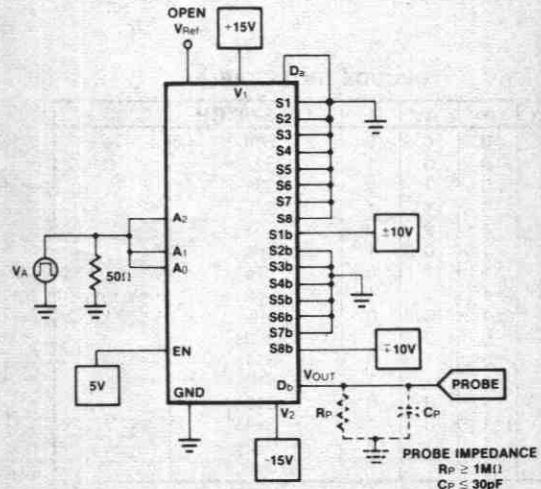 OPEN
VRef
+15V
Da
V1
S1
S2
S3
S4
S5
S6
S7
S8
S1b
S2b
S3b
S4b
S5b
S6b
S7b
S8b
±10V
∓10V
A2
A1
A0
VA
50Ω
EN
5V
GND
V2
-15V
Db
VOUT
PROBE
RP
CP
PROBE IMPEDANCE
RP ≥ 1MΩ
CP ≤ 30pF